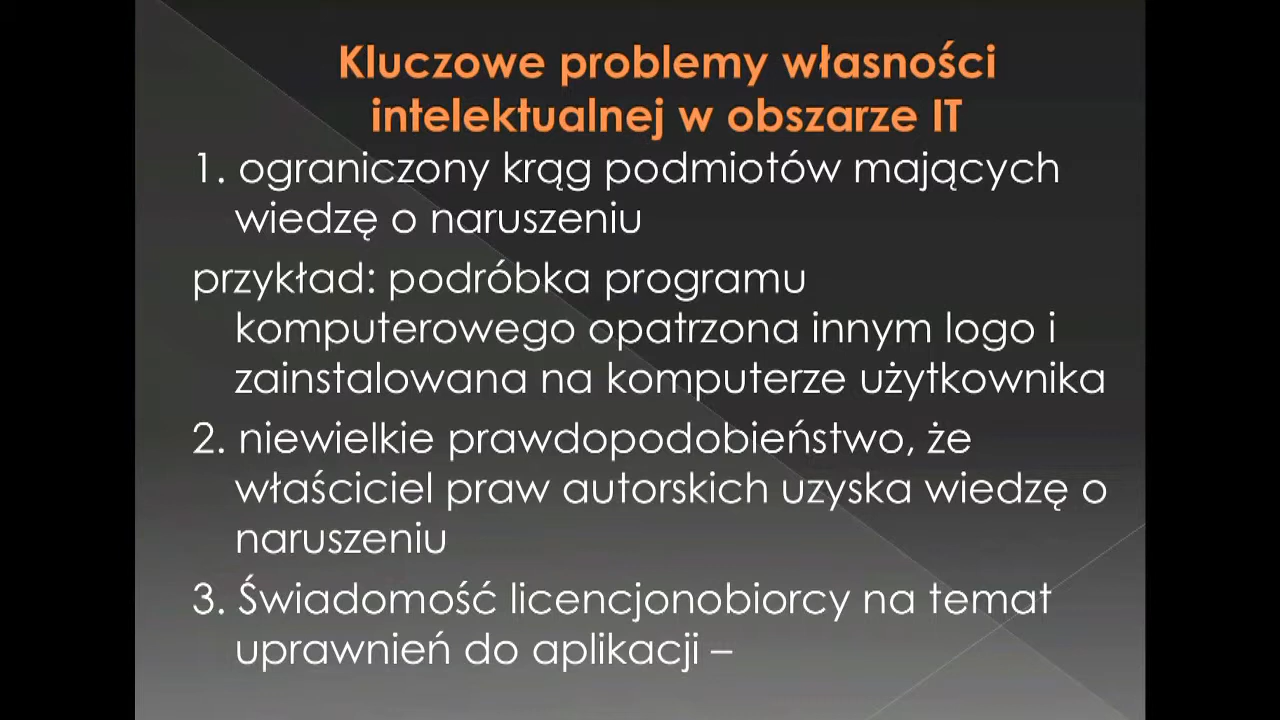 Kluczowe problemy własności
intelektualnej w obszarze IT
1. ograniczony krąg podmiotów mających
wiedzę o naruszeniu
przykład: podróbka programu
komputerowego opatrzona innym logo i
zainstalowana na komputerze użytkownika
2. niewielkie prawdopodobieństwo, że
właściciel praw autorskich uzyska wiedzę o
naruszeniu
3. Świadomość licencjonobiorcy na temat
uprawnień do aplikacji –